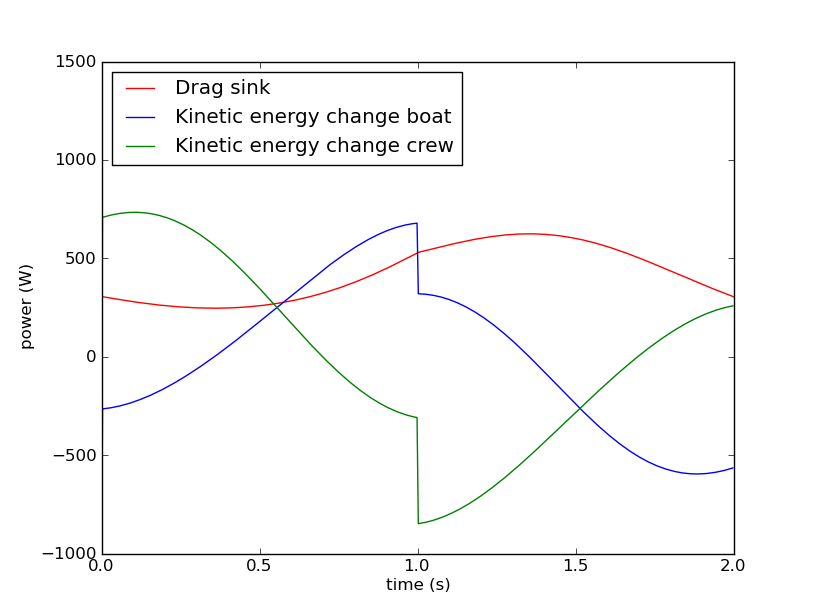 1500
1000
500
0
−500
−1000
power (W)
Drag sink
Kinetic energy change boat
Kinetic energy change crew
0.0 0.5 1.0 1.5 2.0
time (s)